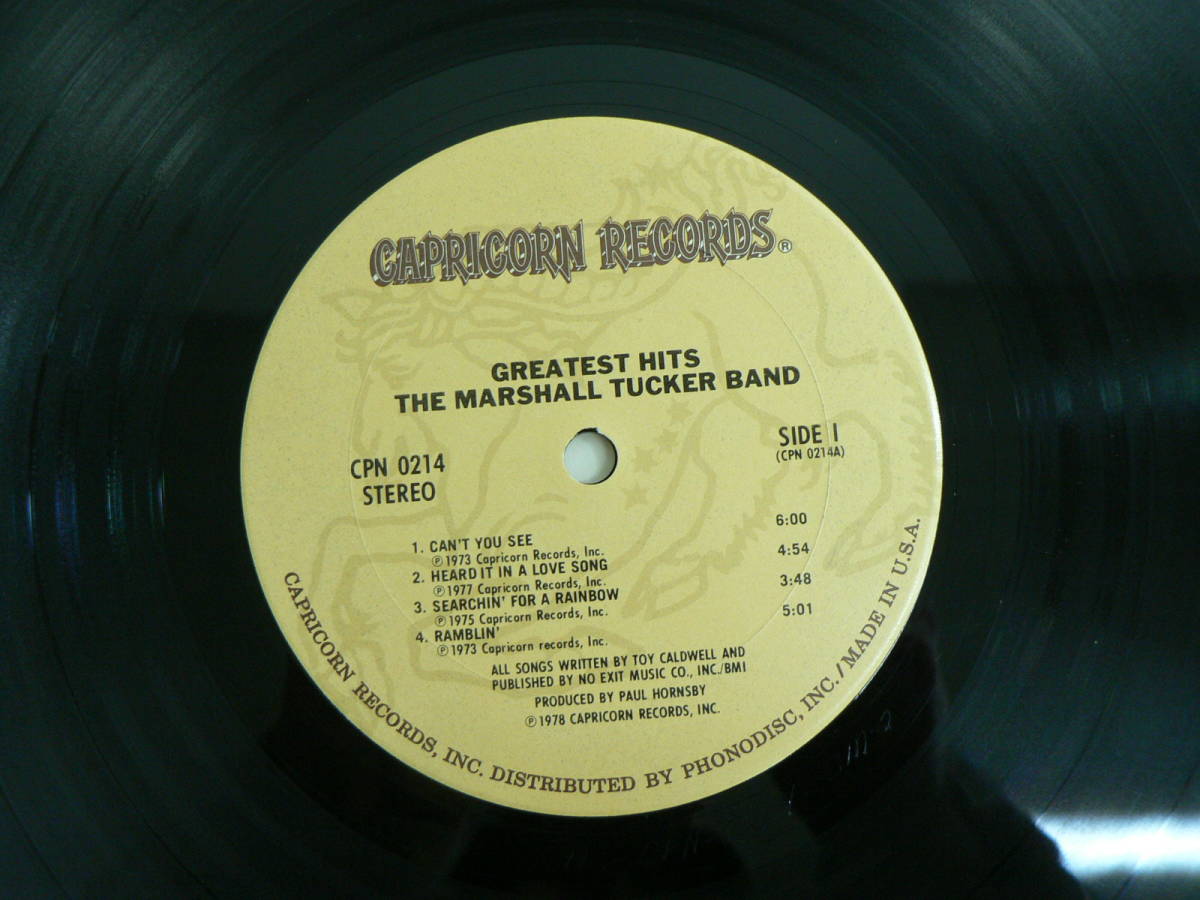 CAPRICORN RECORDS®
GREATEST HITS
THE MARSHALL TUCKER BAND
CPN 0214
STEREO
SIDE 1
(CPN 0214A)
1. CAN'T YOU SEE 6:00
℗ 1973 Capricorn Records, Inc.
2. HEARD IT IN A LOVE SONG 4:54
℗ 1977 Capricorn Records, Inc.
3. SEARCHIN' FOR A RAINBOW 3:48
℗ 1975 Capricorn Records, Inc.
4. RAMBLIN' 5:01
℗ 1973 Capricorn records, Inc.
ALL SONGS WRITTEN BY TOY CALDWELL AND
PUBLISHED BY NO EXIT MUSIC CO., INC./BMI
PRODUCED BY PAUL HORNSBY
℗ 1978 CAPRICORN RECORDS, INC.
CAPRICORN RECORDS, INC. DISTRIBUTED BY PHONODISC, INC./MADE IN U.S.A.